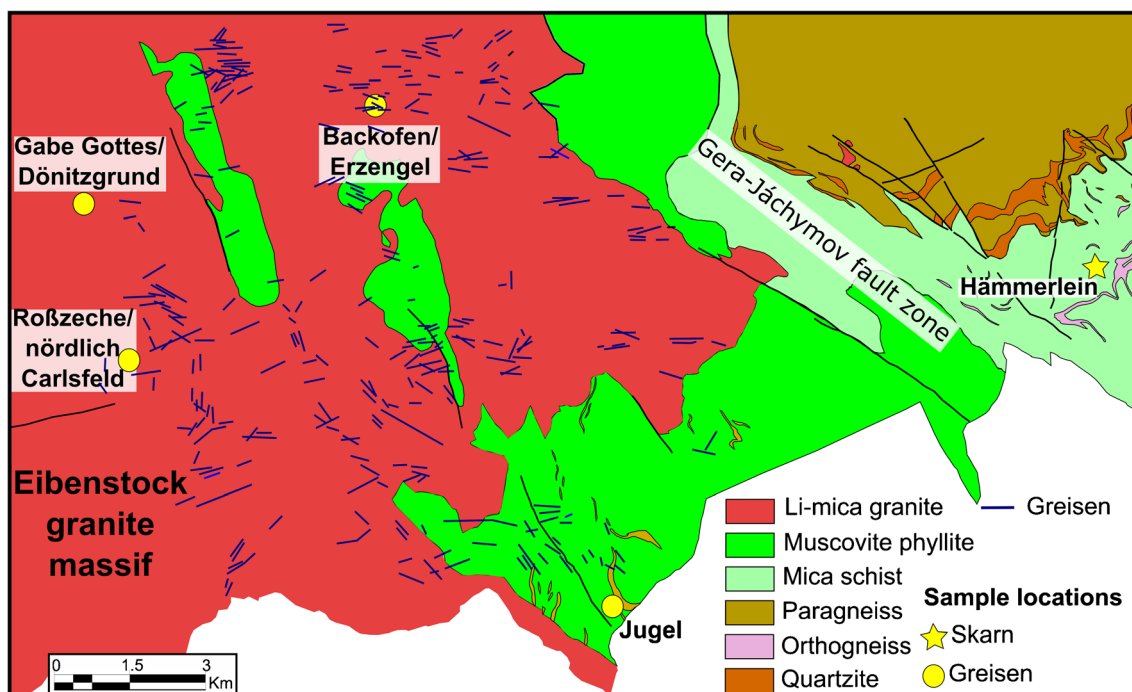 Gabe Gottes/
Dönitzgrund
Backofen/
Erzengel
Gera-Jáchymov fault zone
Hämmerlein
Roßzeche/
nördlich
Carlsfeld
Eibenstock
granite
massif
Jugel
Li-mica granite
Greisen
Muscovite phyllite
Mica schist
Paragneiss
Orthogneiss
Quartzite
Sample locations
Skarn
Greisen
0 1.5 3
Km